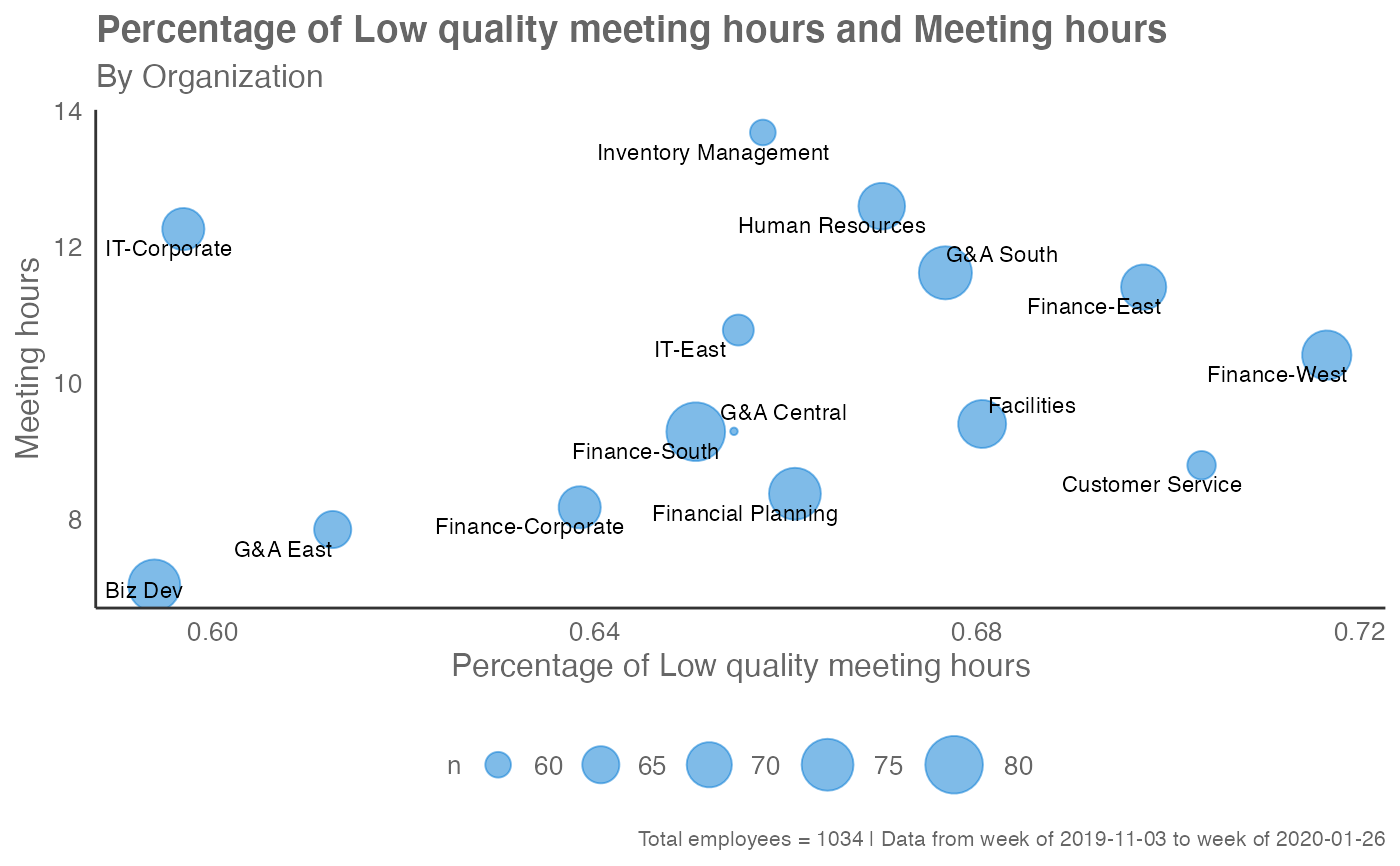 Percentage of Low quality meeting hours and Meeting hours
By Organization
14
Inventory Management
Human Resources
IT-Corporate
12
G&A South
Finance-East
Meeting hours
IT-East
Finance-West
10
G&A Central
Facilities
Finance-South
Customer Service
Financial Planning
8
Finance-Corporate
G&A East
Biz Dev
0.60 0.64 0.68 0.72
Percentage of Low quality meeting hours
n 60 65 70 75 80
Total employees = 1034 | Data from week of 2019-11-03 to week of 2020-01-26